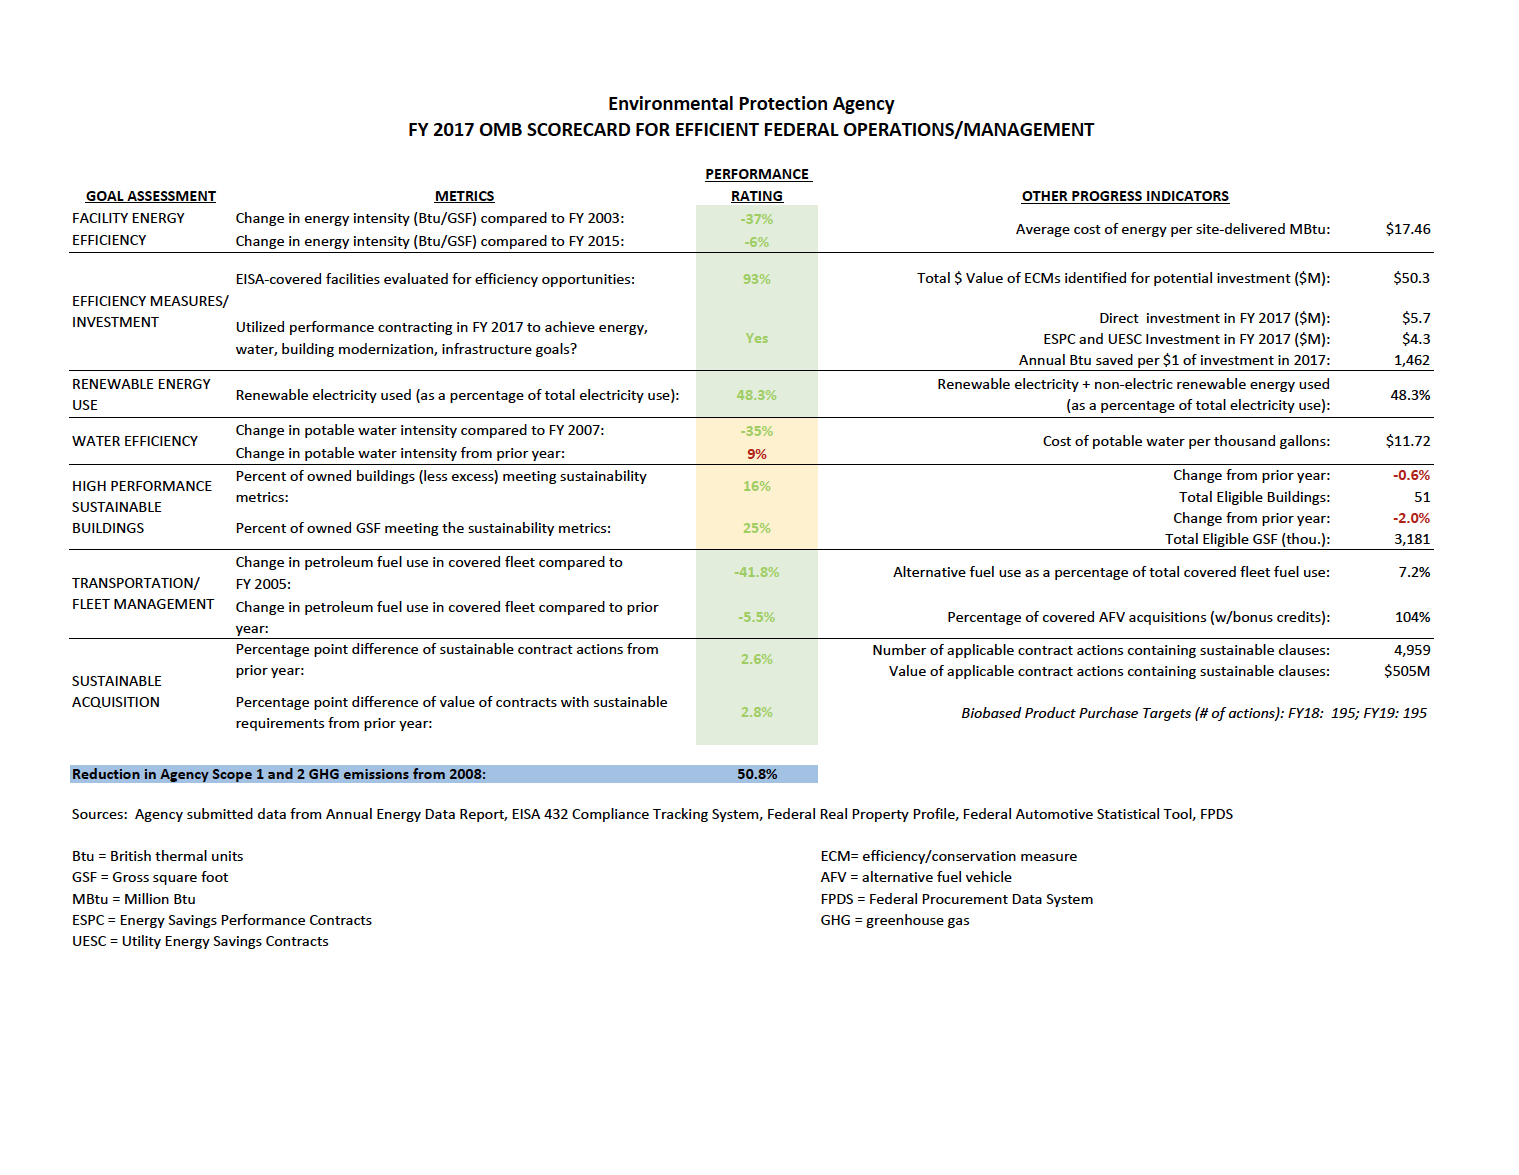 Environmental Protection Agency
FY 2017 OMB SCORECARD FOR EFFICIENT FEDERAL OPERATIONS/MANAGEMENT
GOAL ASSESSMENT METRICS PERFORMANCE RATING OTHER PROGRESS INDICATORS
FACILITY ENERGY
EFFICIENCY
Change in energy intensity (Btu/GSF) compared to FY 2003: -37%
Change in energy intensity (Btu/GSF) compared to FY 2015: -6%
Average cost of energy per site-delivered MBtu: $17.46
EFFICIENCY MEASURES/
INVESTMENT
EISA-covered facilities evaluated for efficiency opportunities: 93%
Total $ Value of ECMs identified for potential investment ($M): $50.3
Utilized performance contracting in FY 2017 to achieve energy,
water, building modernization, infrastructure goals? Yes
Direct  investment in FY 2017 ($M): $5.7
ESPC and UESC Investment in FY 2017 ($M): $4.3
Annual Btu saved per $1 of investment in 2017: 1,462
RENEWABLE ENERGY
USE
Renewable electricity used (as a percentage of total electricity use): 48.3%
Renewable electricity + non-electric renewable energy used
(as a percentage of total electricity use): 48.3%
WATER EFFICIENCY
Change in potable water intensity compared to FY 2007: -35%
Change in potable water intensity from prior year: 9%
Cost of potable water per thousand gallons: $11.72
HIGH PERFORMANCE
SUSTAINABLE
BUILDINGS
Percent of owned buildings (less excess) meeting sustainability
metrics: 16%
Percent of owned GSF meeting the sustainability metrics: 25%
Change from prior year: -0.6%
Total Eligible Buildings: 51
Change from prior year: -2.0%
Total Eligible GSF (thou.): 3,181
TRANSPORTATION/
FLEET MANAGEMENT
Change in petroleum fuel use in covered fleet compared to
FY 2005: -41.8%
Alternative fuel use as a percentage of total covered fleet fuel use: 7.2%
Change in petroleum fuel use in covered fleet compared to prior
year: -5.5%
Percentage of covered AFV acquisitions (w/bonus credits): 104%
SUSTAINABLE
ACQUISITION
Percentage point difference of sustainable contract actions from
prior year: 2.6%
Number of applicable contract actions containing sustainable clauses: 4,959
Value of applicable contract actions containing sustainable clauses: $505M
Percentage point difference of value of contracts with sustainable
requirements from prior year: 2.8%
Biobased Product Purchase Targets (# of actions): FY18:  195; FY19: 195
Reduction in Agency Scope 1 and 2 GHG emissions from 2008: 50.8%
Sources:  Agency submitted data from Annual Energy Data Report, EISA 432 Compliance Tracking System, Federal Real Property Profile, Federal Automotive Statistical Tool, FPDS
Btu = British thermal units
GSF = Gross square foot
MBtu = Million Btu
ESPC = Energy Savings Performance Contracts
UESC = Utility Energy Savings Contracts
ECM= efficiency/conservation measure
AFV = alternative fuel vehicle
FPDS = Federal Procurement Data System
GHG = greenhouse gas